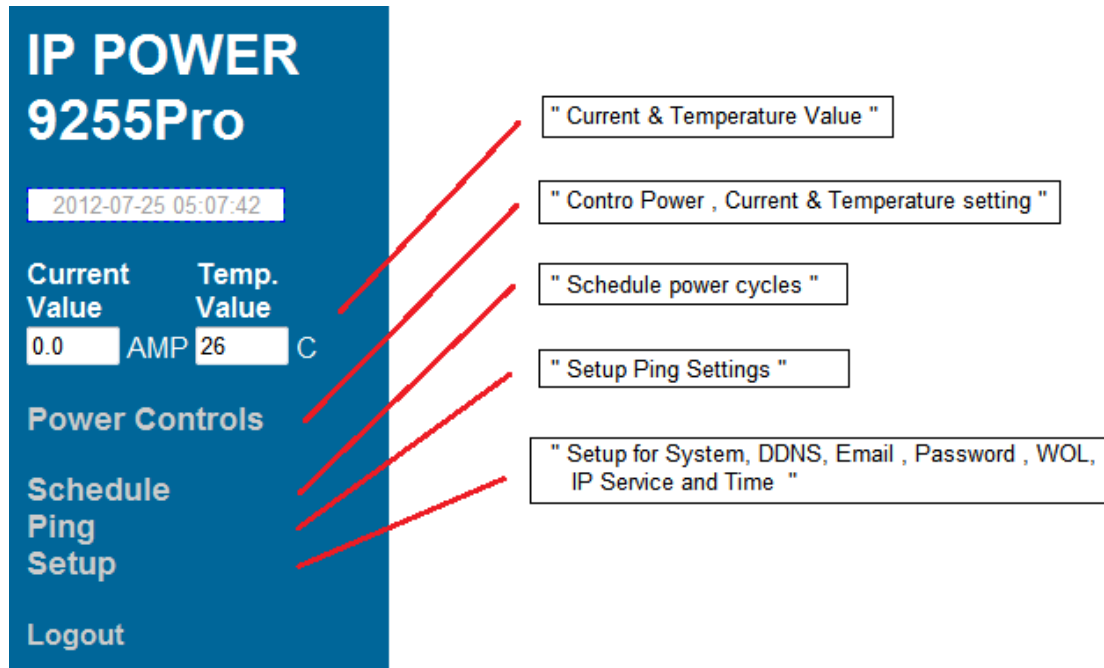 IP POWER
9255Pro
2012-07-25 05:07:42
Current Temp.
Value Value
0.0 AMP 26 C
Power Controls
Schedule
Ping
Setup
Logout
" Current & Temperature Value "
" Contro Power , Current & Temperature setting "
" Schedule power cycles "
" Setup Ping Settings "
" Setup for System, DDNS, Email , Password , WOL,
IP Service and Time "